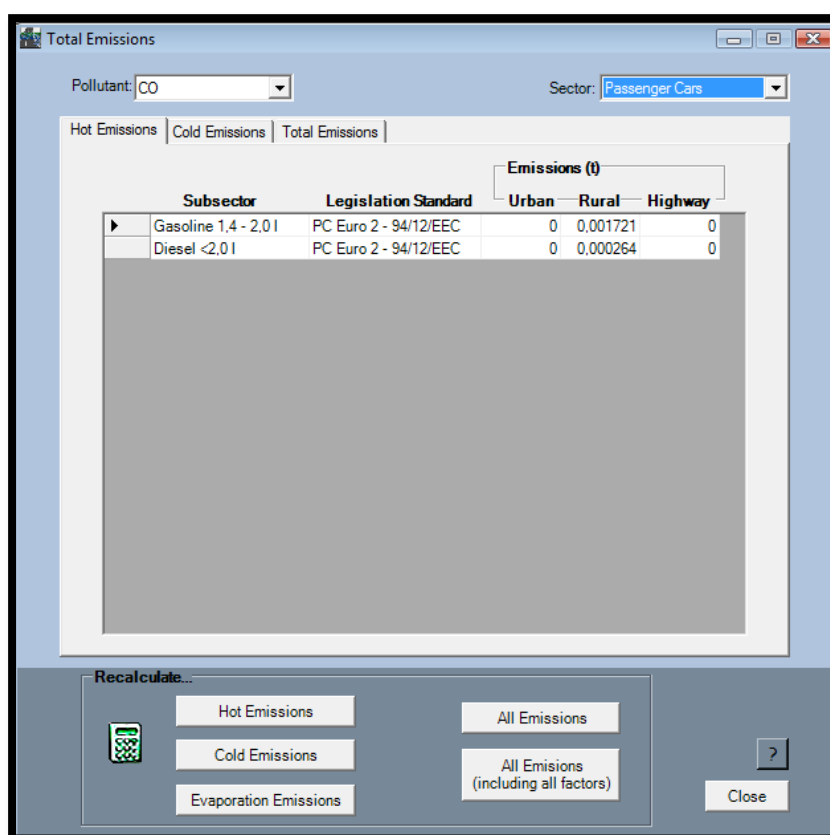 Total Emissions
Pollutant: CO
Sector: Passenger Cars
Hot Emissions Cold Emissions Total Emissions
Emissions (t)
Subsector Legislation Standard Urban Rural Highway
Gasoline 1,4 - 2,0 l PC Euro 2 - 94/12/EEC 0 0,001721 0
Diesel <2,0 l PC Euro 2 - 94/12/EEC 0 0,000264 0
Recalculate...
Hot Emissions
All Emissions
Cold Emissions
All Emisions
(including all factors)
?
Evaporation Emissions
Close